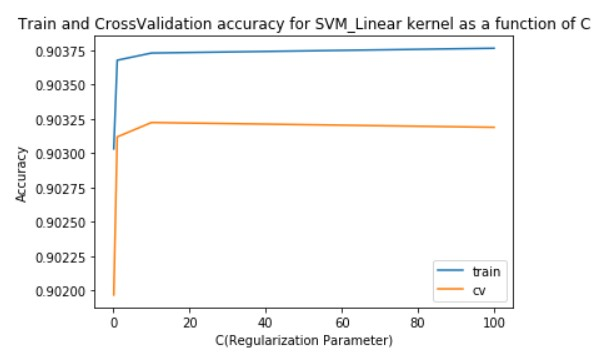 Train and CrossValidation accuracy for SVM_Linear kernel as a function of C
0.90375
0.90350
0.90325
0.90300
0.90275
0.90250
0.90225
0.90200
Accuracy
train
cv
0 20 40 60 80 100
C(Regularization Parameter)